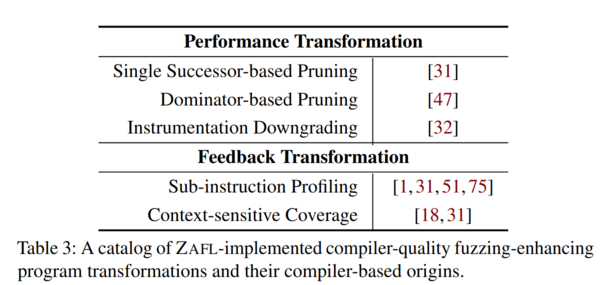 Performance Transformation
Single Successor-based Pruning [31]
Dominator-based Pruning [47]
Instrumentation Downgrading [32]
Feedback Transformation
Sub-instruction Profiling [1,31,51,75]
Context-sensitive Coverage [18,31]
Table 3: A catalog of ZAFL-implemented compiler-quality fuzzing-enhancing
program transformations and their compiler-based origins.